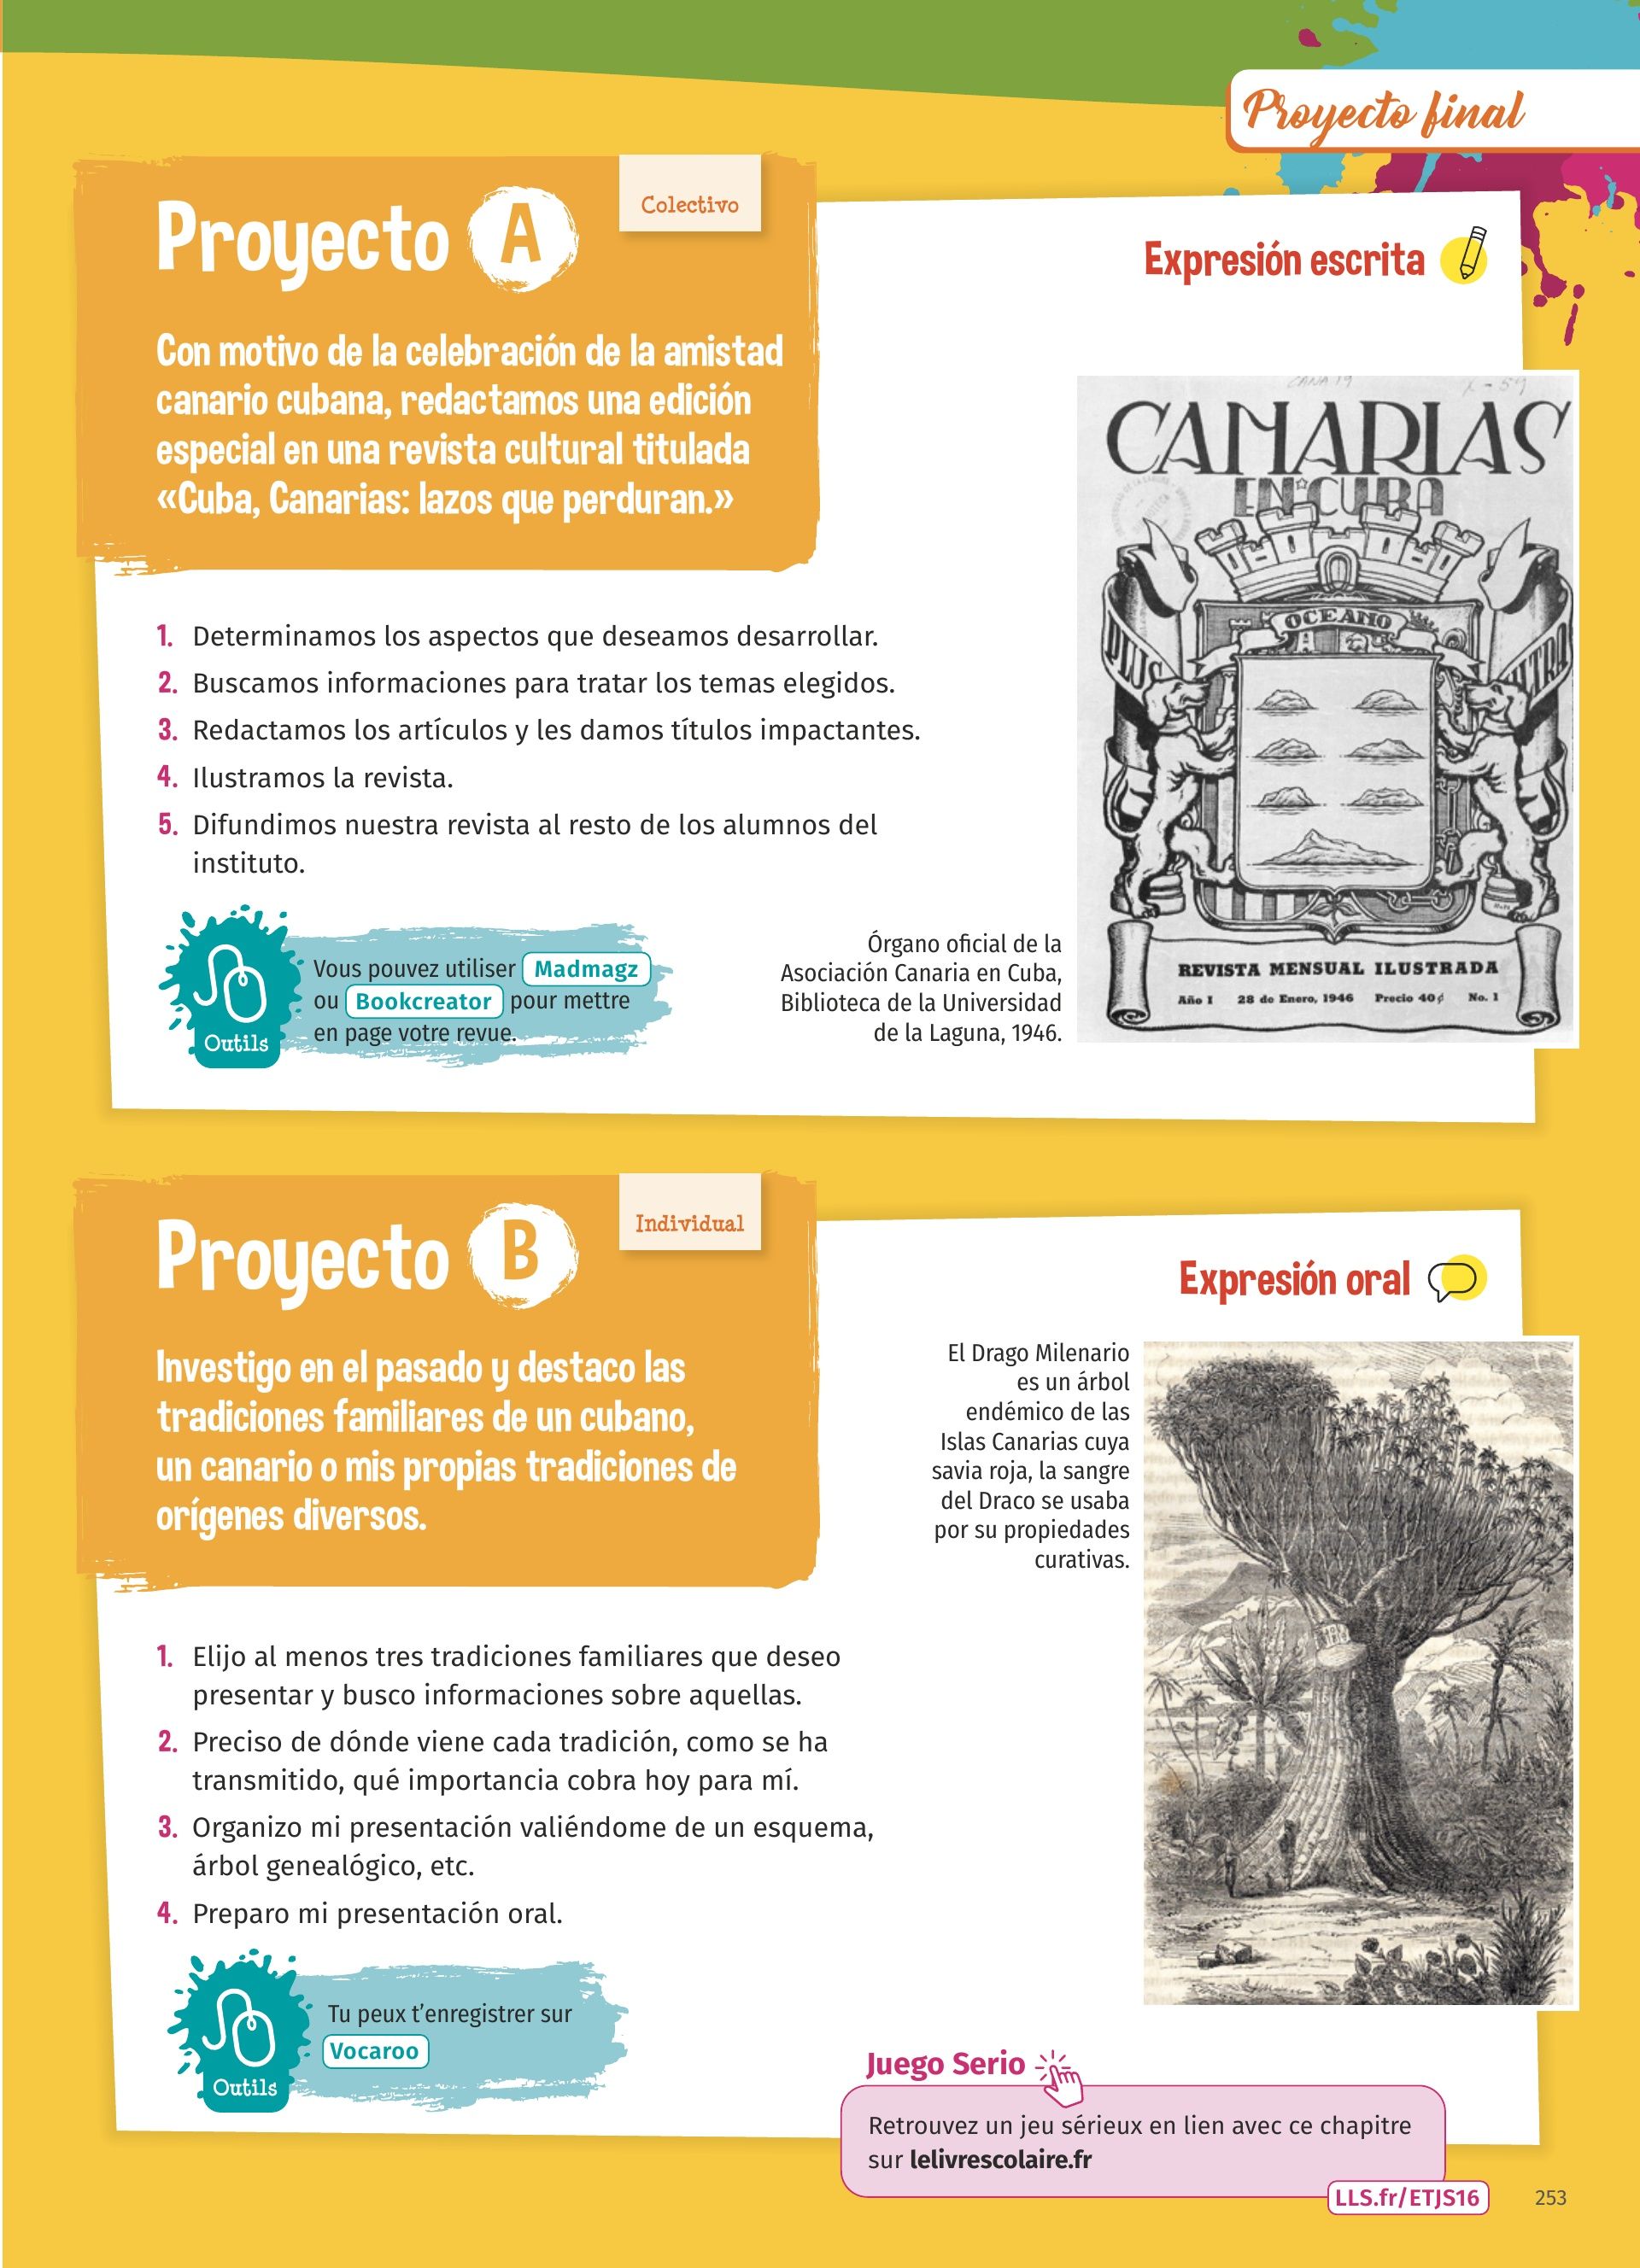 Proyecto final
Proyecto A
Colectivo
Expresión escrita
Con motivo de la celebración de la amistad
canario cubana, redactamos una edición
especial en una revista cultural titulada
«Cuba, Canarias: lazos que perduran.»
1. Determinamos los aspectos que deseamos desarrollar.
2. Buscamos informaciones para tratar los temas elegidos.
3. Redactamos los artículos y les damos títulos impactantes.
4. Ilustramos la revista.
5. Difundimos nuestra revista al resto de los alumnos del
instituto.
Outils
Vous pouvez utiliser Madmagz
ou Bookcreator pour mettre
en page votre revue.
Órgano oficial de la
Asociación Canaria en Cuba,
Biblioteca de la Universidad
de la Laguna, 1946.
CANA 19
X-59
CANARIAS
EN CUBA
OCEANO
PLUS
VLTRA
REVISTA MENSUAL ILUSTRADA
Año I 28 de Enero, 1946 Precio 40¢ No. 1
Proyecto B
Individual
Expresión oral
Investigo en el pasado y destaco las
tradiciones familiares de un cubano,
un canario o mis propias tradiciones de
orígenes diversos.
El Drago Milenario
es un árbol
endémico de las
Islas Canarias cuya
savia roja, la sangre
del Draco se usaba
por su propiedades
curativas.
1. Elijo al menos tres tradiciones familiares que deseo
presentar y busco informaciones sobre aquellas.
2. Preciso de dónde viene cada tradición, como se ha
transmitido, qué importancia cobra hoy para mí.
3. Organizo mi presentación valiéndome de un esquema,
árbol genealógico, etc.
4. Preparo mi presentación oral.
Outils
Tu peux t'enregistrer sur
Vocaroo
Juego Serio
Retrouvez un jeu sérieux en lien avec ce chapitre
sur lelivrescolaire.fr
LLS.fr/ETJS16
253